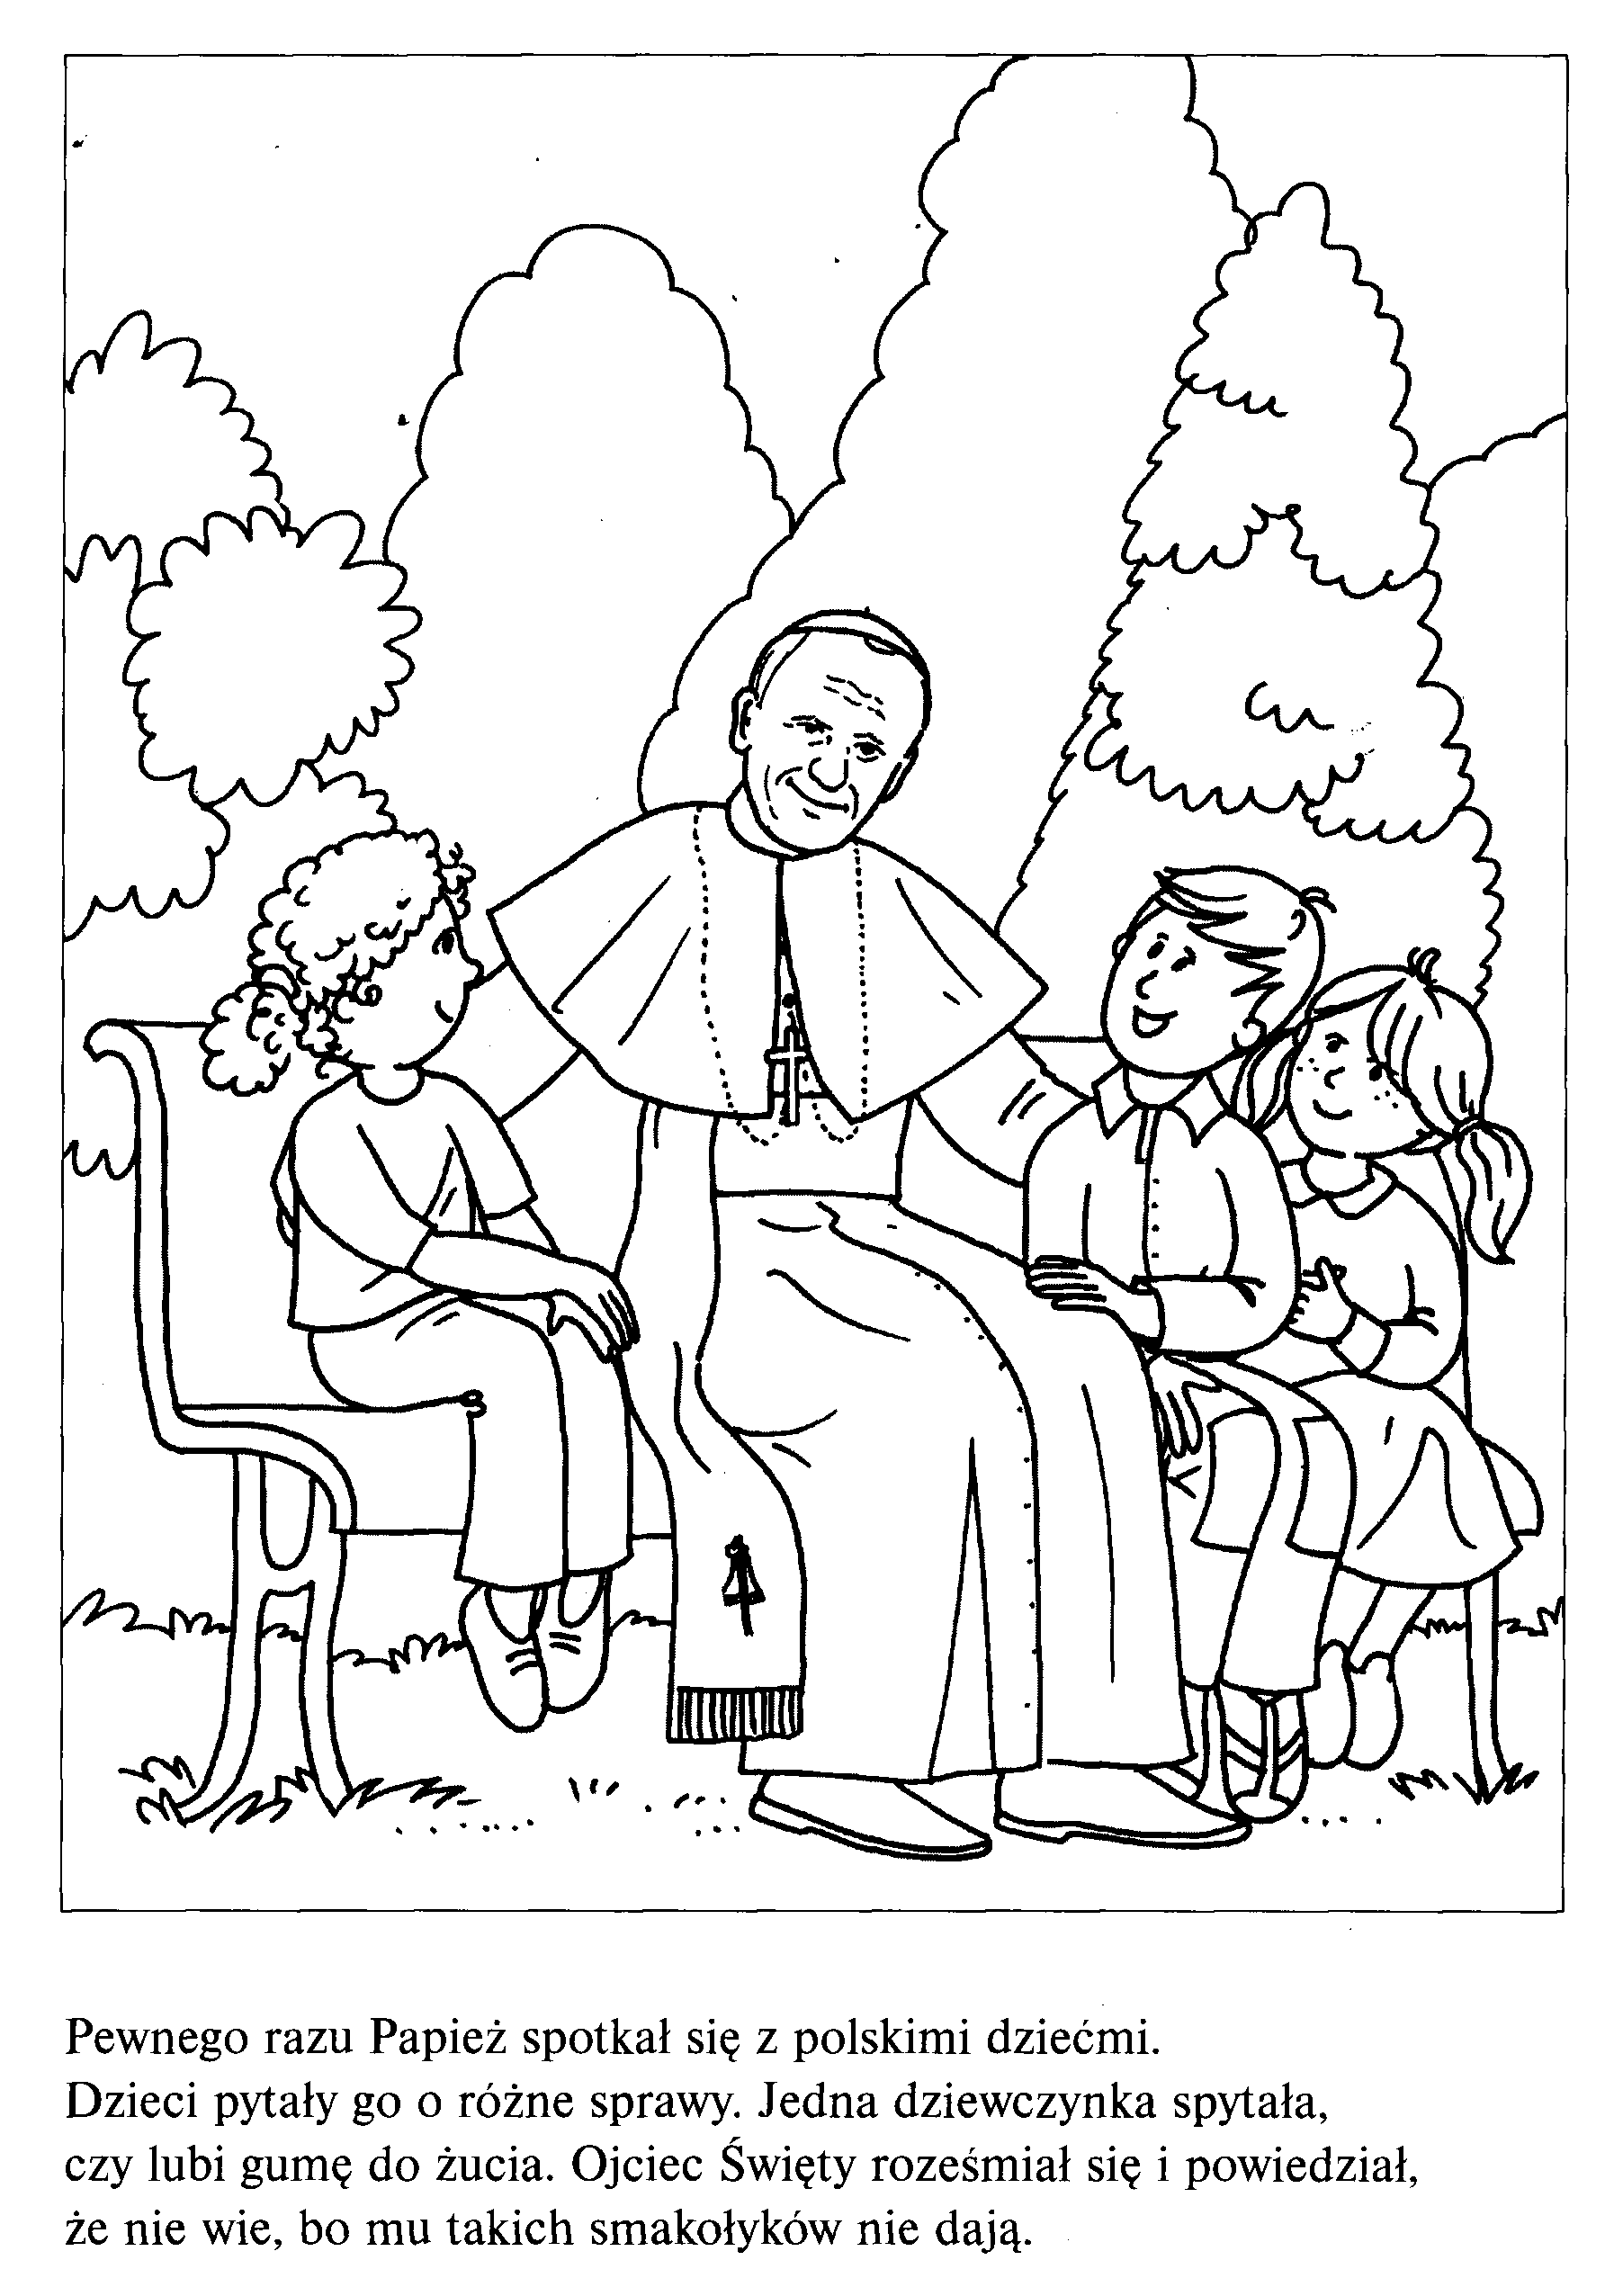 Pewnego razu Papież spotkał się z polskimi dziećmi.
Dzieci pytały go o różne sprawy. Jedna dziewczynka spytała,
czy lubi gumę do żucia. Ojciec Święty roześmiał się i powiedział,
że nie wie, bo mu takich smakołyków nie dają.